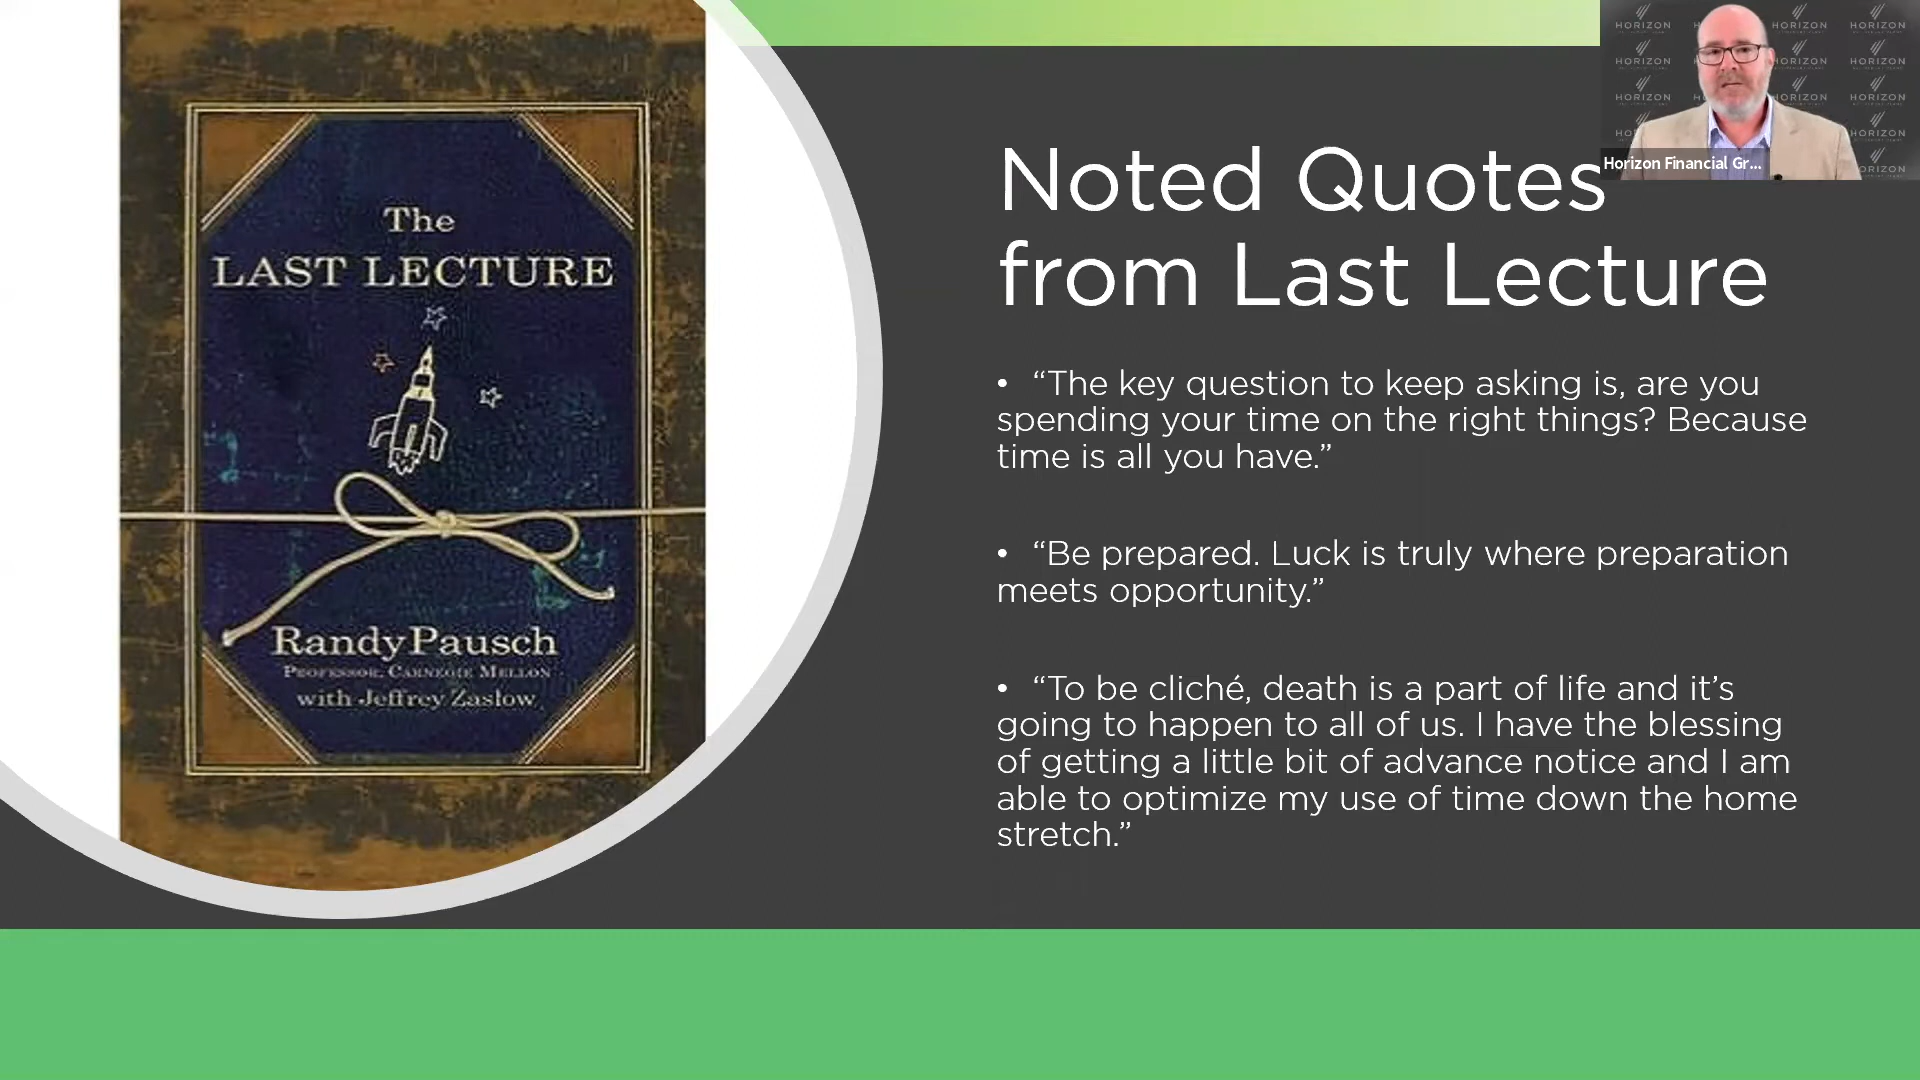 The
LAST LECTURE
Randy Pausch
PROFESSOR, CARNEGIE MELLON
with Jeffrey Zaslow
Noted Quotes
from Last Lecture
• “The key question to keep asking is, are you
spending your time on the right things? Because
time is all you have.”
• “Be prepared. Luck is truly where preparation
meets opportunity.”
• “To be cliché, death is a part of life and it’s
going to happen to all of us. I have the blessing
of getting a little bit of advance notice and I am
able to optimize my use of time down the home
stretch.”
HORIZON HORIZON HORIZON
HORIZON HORIZON HORIZON
HORIZON HORIZON HORIZON
HORIZON
Horizon Financial Gr...